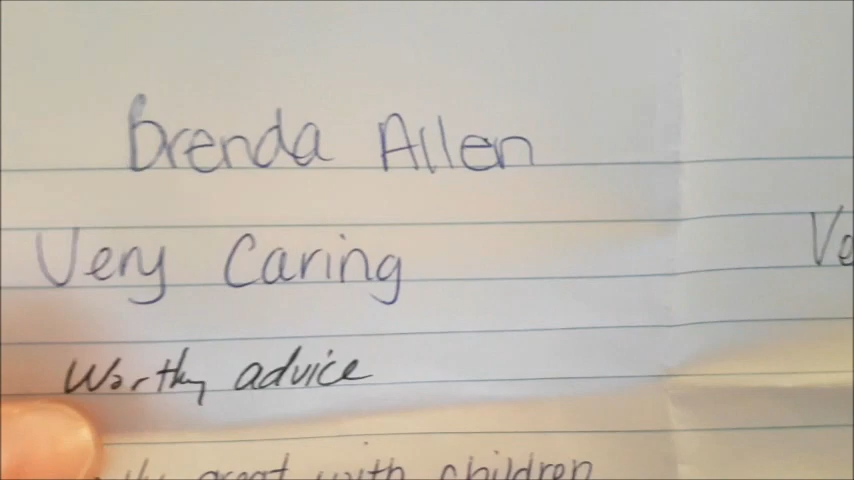 Brenda Allen
Very Caring
Worthy advice
great with children